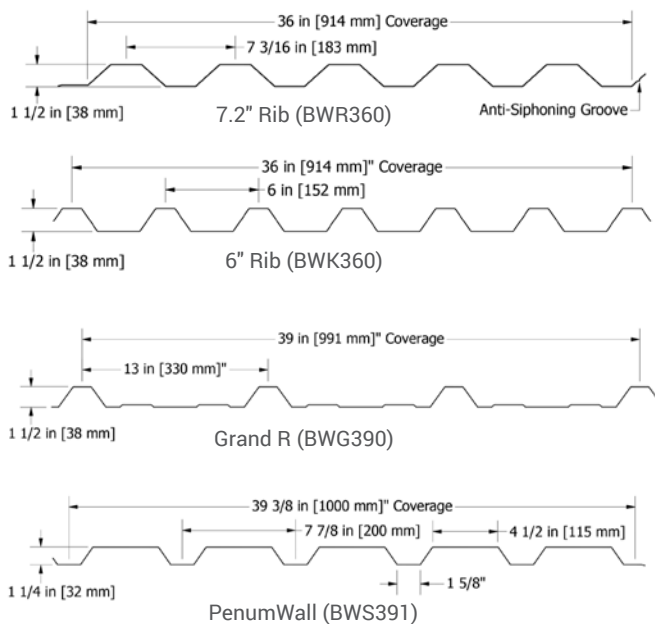 36 in [914 mm] Coverage
7 3/16 in [183 mm]
1 1/2 in [38 mm]
7.2" Rib (BWR360)
Anti-Siphoning Groove
36 in [914 mm]" Coverage
6 in [152 mm]
1 1/2 in [38 mm]
6" Rib (BWK360)
39 in [991 mm]" Coverage
13 in [330 mm]"
1 1/2 in [38 mm]
Grand R (BWG390)
39 3/8 in [1000 mm]" Coverage
7 7/8 in [200 mm]
4 1/2 in [115 mm]
1 1/4 in [32 mm]
1 5/8"
PenumWall (BWS391)